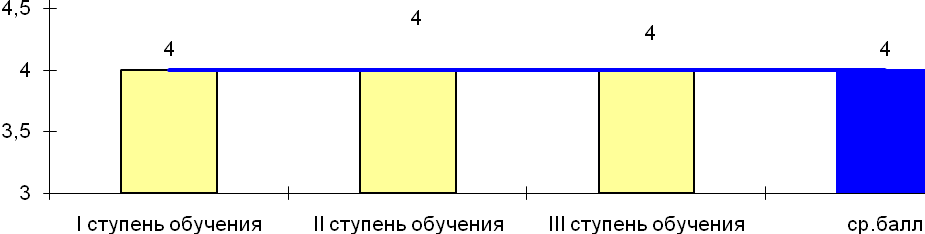 4,5
4
4
4
4
4
3,5
3
I ступень обучения
II ступень обучения
III ступень обучения
ср.балл